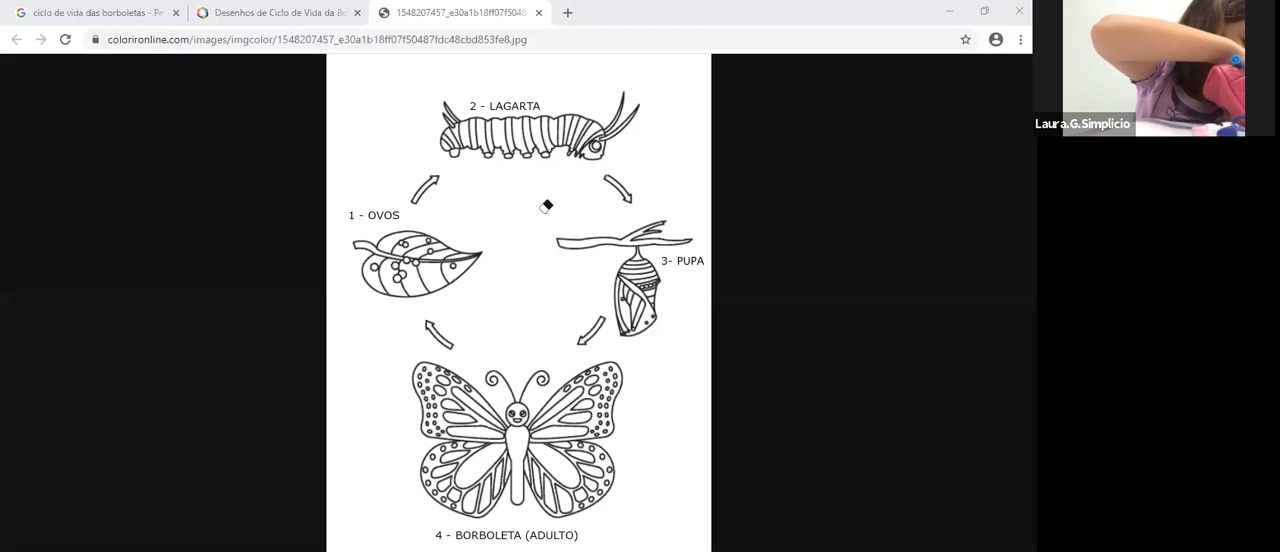 ciclo de vida das borboletas - Pe
Desenhos de Ciclo de Vida da Bo
1548207457_e30a1b18ff07f5048
colorironline.com/images/imgcolor/1548207457_e30a1b18ff07f50487fdc48cbd853fe8.jpg
Laura.G.Simplicio
2 - LAGARTA
1 - OVOS
3- PUPA
4 - BORBOLETA (ADULTO)